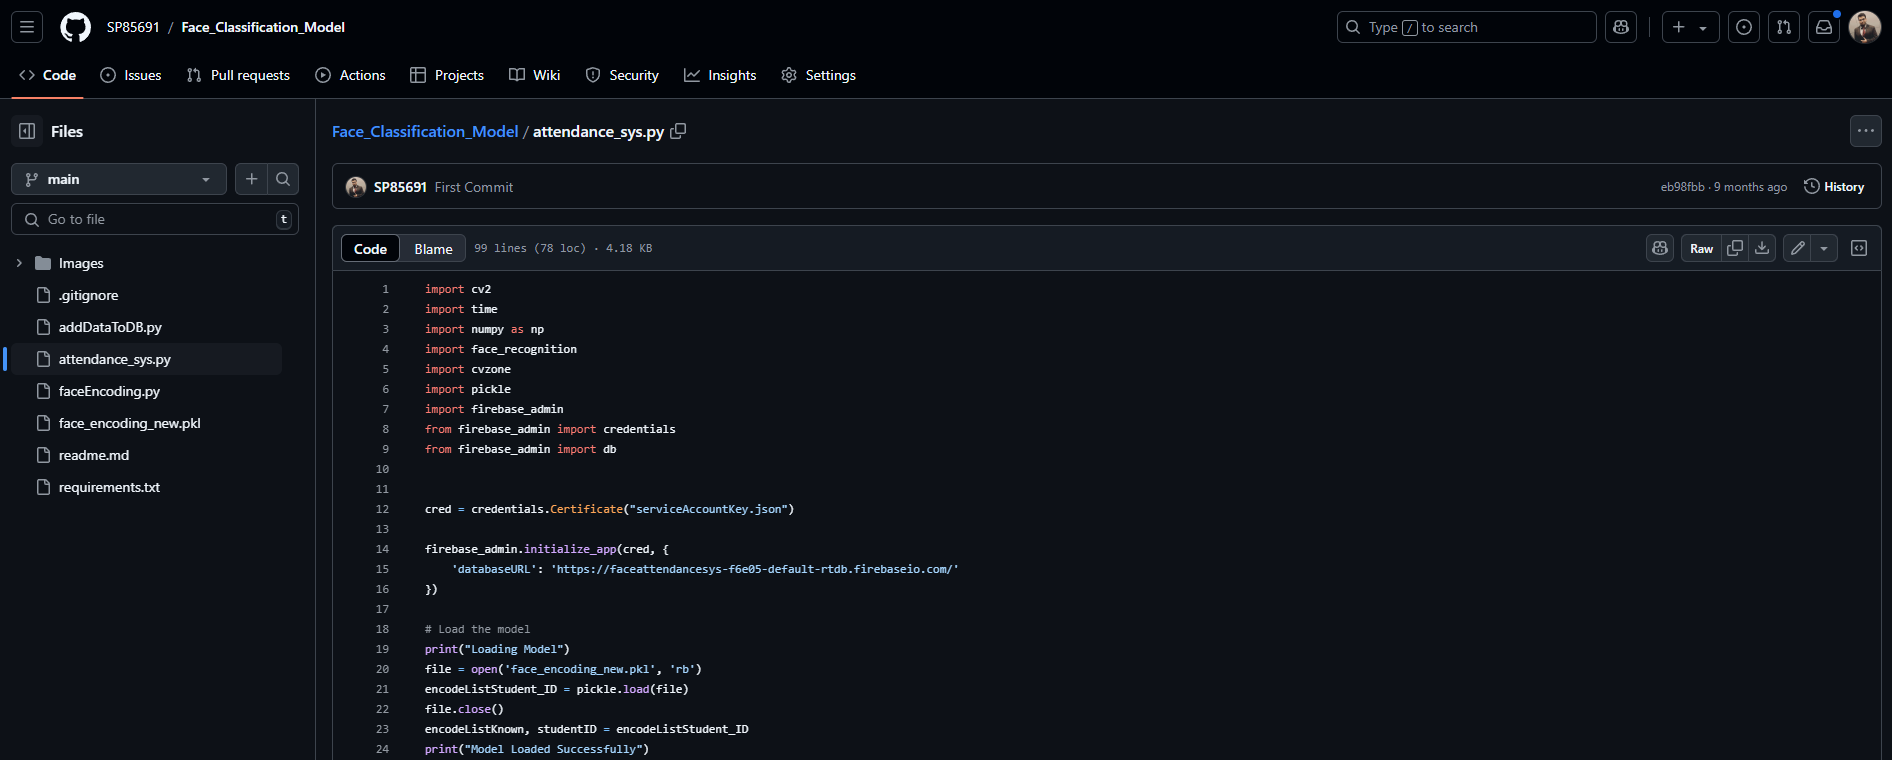 SP85691 / Face_Classification_Model
Type / to search
Code Issues Pull requests Actions Projects Wiki Security Insights Settings
Files
main
Go to file t
Images
.gitignore
addDataToDB.py
attendance_sys.py
faceEncoding.py
face_encoding_new.pkl
readme.md
requirements.txt
Face_Classification_Model / attendance_sys.py
SP85691 First Commit
eb98fbb · 9 months ago History
Code Blame 99 lines (78 loc) · 4.18 KB
Raw
1 import cv2
2 import time
3 import numpy as np
4 import face_recognition
5 import cvzone
6 import pickle
7 import firebase_admin
8 from firebase_admin import credentials
9 from firebase_admin import db
10
11
12 cred = credentials.Certificate("serviceAccountKey.json")
13
14 firebase_admin.initialize_app(cred, {
15     'databaseURL': 'https://faceattendancesys-f6e05-default-rtdb.firebaseio.com/'
16 })
17
18 # Load the model
19 print("Loading Model")
20 file = open('face_encoding_new.pkl', 'rb')
21 encodeListStudent_ID = pickle.load(file)
22 file.close()
23 encodeListKnown, studentID = encodeListStudent_ID
24 print("Model Loaded Successfully")